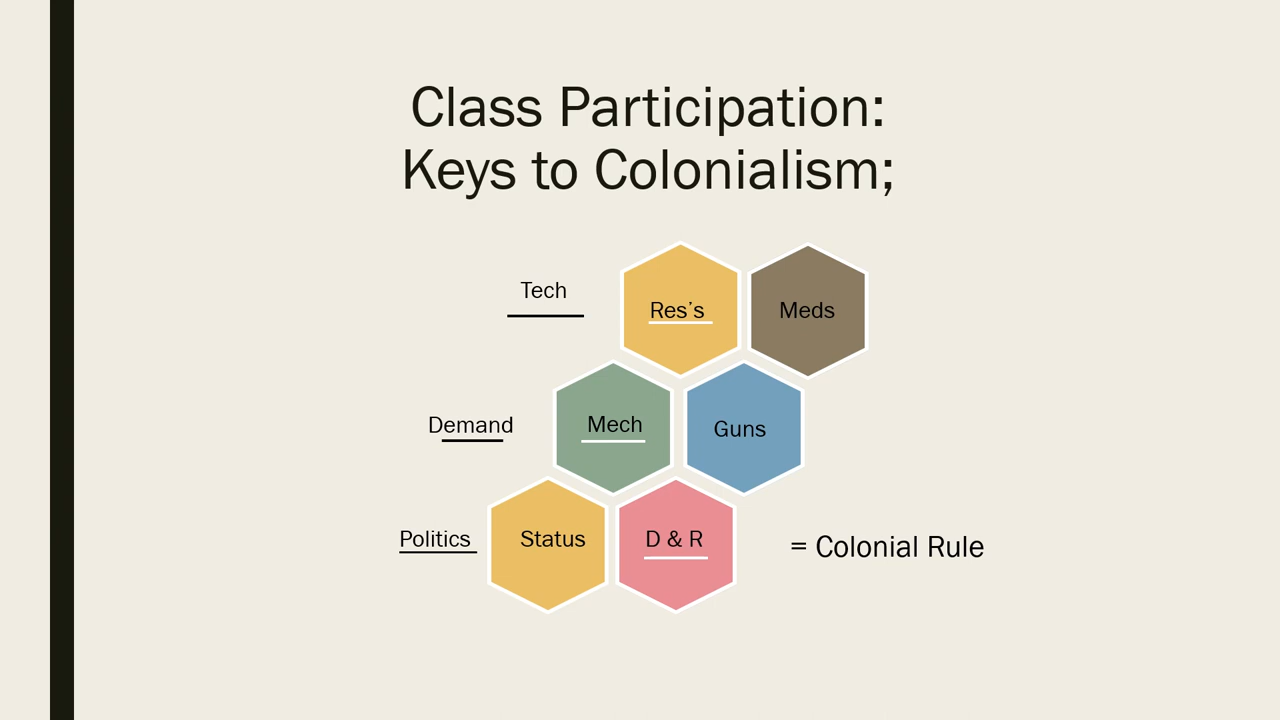 Class Participation:
Keys to Colonialism;
Tech
Res’s
Meds
Demand
Mech
Guns
Politics
Status
D & R
= Colonial Rule